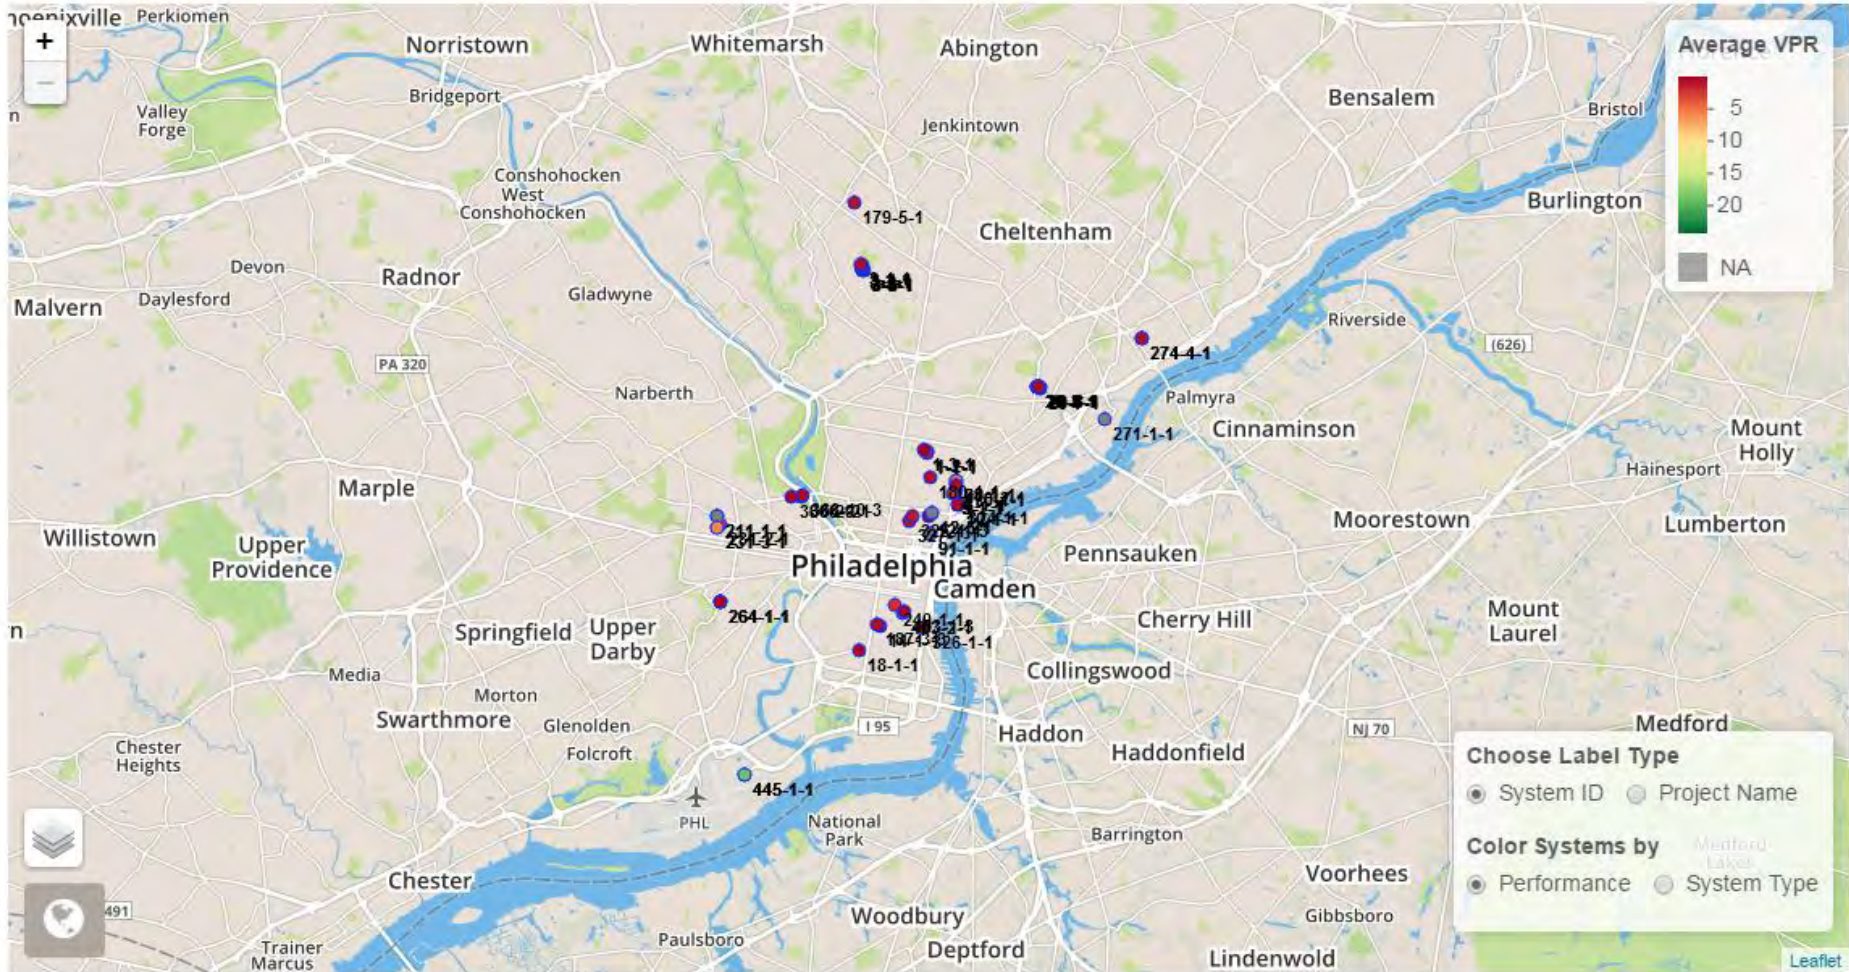 Perkiomen
Norristown
Whitemarsh
Abington
Average VPR
5
10
15
20
NA
+
−
Bridgeport
Bensalem
Bristol
Valley
Forge
Jenkintown
Conshohocken
West
Conshohocken
Burlington
179-5-1
Cheltenham
Devon
Radnor
Gladwyne
Malvern
Daylesford
Riverside
(626)
274-4-1
PA 320
Narberth
Palmyra
271-1-1
Cinnaminson
Mount
Holly
Hainesport
Marple
Willistown
Upper
Providence
211-1-1
231-3-1
Moorestown
Lumberton
91-1-1
Pennsauken
Philadelphia
Camden
264-1-1
Cherry Hill
Mount
Laurel
Springfield
Upper
Darby
326-1-1
18-1-1
Collingswood
Media
Morton
Swarthmore
Glenolden
I 95
Haddon
NJ 70
Medford
Chester
Heights
Folcroft
Haddonfield
Choose Label Type
System ID
Project Name
445-1-1
PHL
National
Park
Barrington
Color Systems by
Medford
Lakes
Performance
System Type
Chester
Voorhees
491
Woodbury
Gibbsboro
Trainer
Marcus
Paulsboro
Deptford
Lindenwold
Leaflet